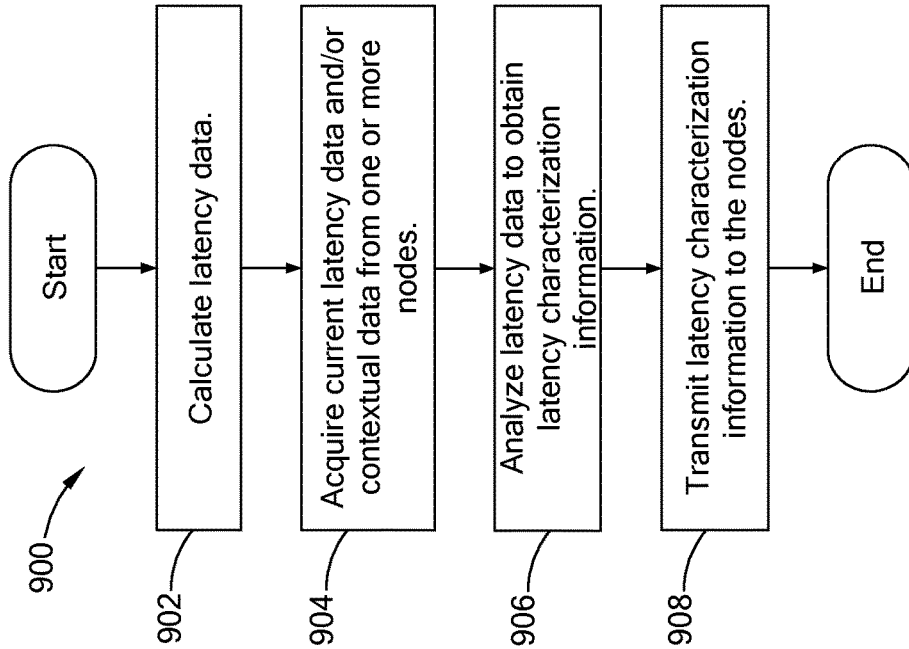 900
Start
902
Calculate latency data.
904
Acquire current latency data and/or
contextual data from one or more
nodes.
906
Analyze latency data to obtain
latency characterization
information.
908
Transmit latency characterization
information to the nodes.
End